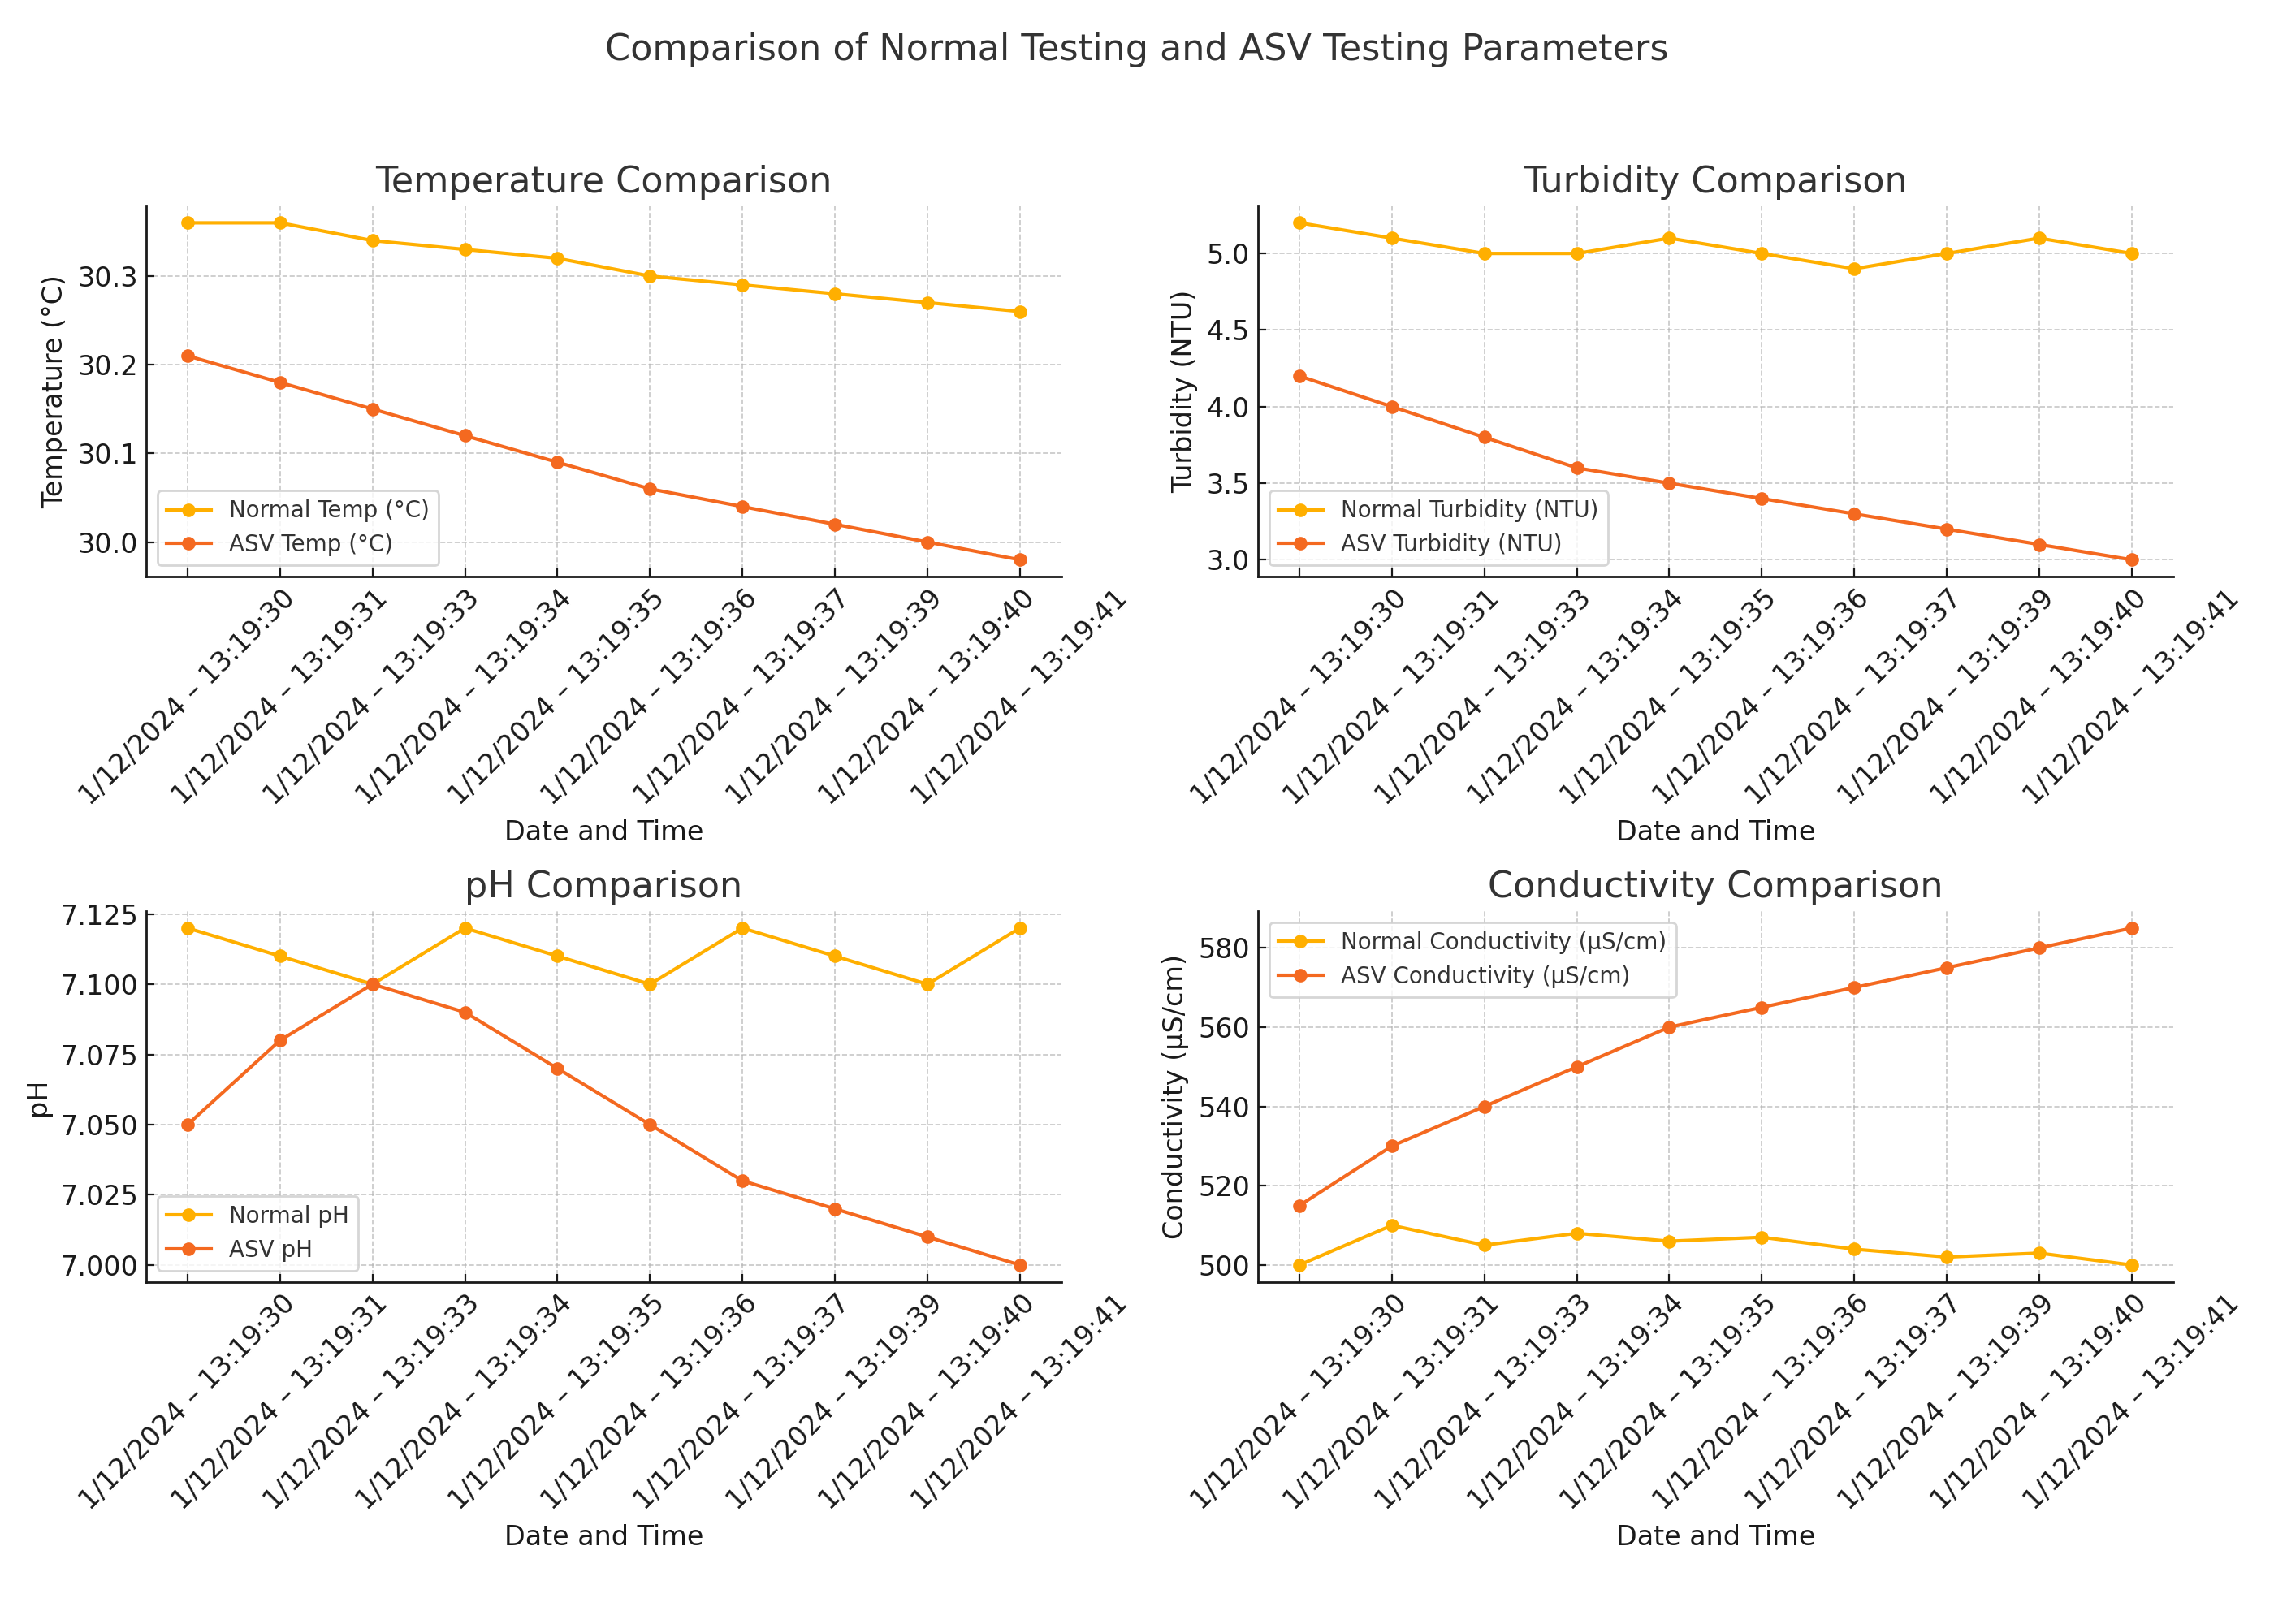 Comparison of Normal Testing and ASV Testing Parameters
Temperature Comparison
Temperature (°C)
30.3
30.2
30.1
30.0
Normal Temp (°C)
ASV Temp (°C)
1/12/2024 – 13:19:30
1/12/2024 – 13:19:31
1/12/2024 – 13:19:33
1/12/2024 – 13:19:34
1/12/2024 – 13:19:35
1/12/2024 – 13:19:36
1/12/2024 – 13:19:37
1/12/2024 – 13:19:39
1/12/2024 – 13:19:40
1/12/2024 – 13:19:41
Date and Time
Turbidity Comparison
Turbidity (NTU)
5.0
4.5
4.0
3.5
3.0
Normal Turbidity (NTU)
ASV Turbidity (NTU)
1/12/2024 – 13:19:30
1/12/2024 – 13:19:31
1/12/2024 – 13:19:33
1/12/2024 – 13:19:34
1/12/2024 – 13:19:35
1/12/2024 – 13:19:36
1/12/2024 – 13:19:37
1/12/2024 – 13:19:39
1/12/2024 – 13:19:40
1/12/2024 – 13:19:41
Date and Time
pH Comparison
pH
7.125
7.100
7.075
7.050
7.025
7.000
Normal pH
ASV pH
1/12/2024 – 13:19:30
1/12/2024 – 13:19:31
1/12/2024 – 13:19:33
1/12/2024 – 13:19:34
1/12/2024 – 13:19:35
1/12/2024 – 13:19:36
1/12/2024 – 13:19:37
1/12/2024 – 13:19:39
1/12/2024 – 13:19:40
1/12/2024 – 13:19:41
Date and Time
Conductivity Comparison
Conductivity (µS/cm)
580
560
540
520
500
Normal Conductivity (µS/cm)
ASV Conductivity (µS/cm)
1/12/2024 – 13:19:30
1/12/2024 – 13:19:31
1/12/2024 – 13:19:33
1/12/2024 – 13:19:34
1/12/2024 – 13:19:35
1/12/2024 – 13:19:36
1/12/2024 – 13:19:37
1/12/2024 – 13:19:39
1/12/2024 – 13:19:40
1/12/2024 – 13:19:41
Date and Time